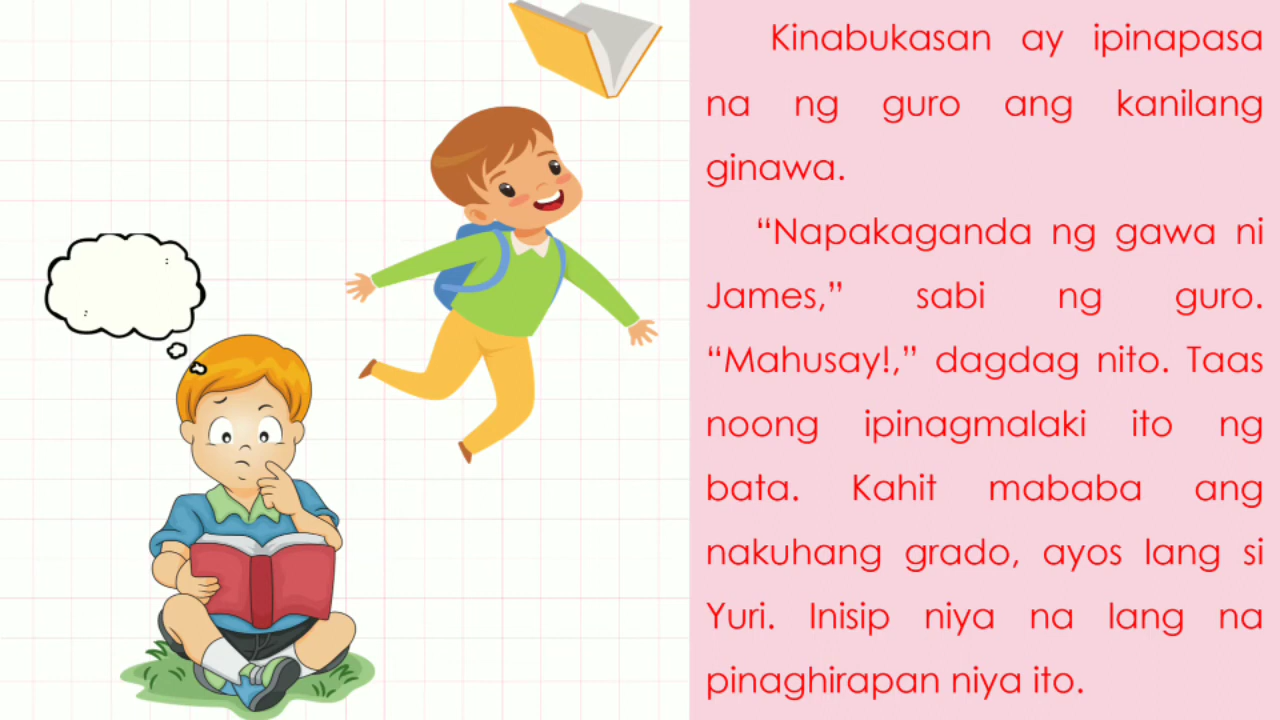 Kinabukasan ay ipinapasa
na ng guro ang kanilang
ginawa.
“Napakaganda ng gawa ni
James,” sabi ng guro.
“Mahusay!,” dagdag nito. Taas
noong ipinagmalaki ito ng
bata. Kahit mababa ang
nakuhang grado, ayos lang si
Yuri. Inisip niya na lang na
pinaghirapan niya ito.